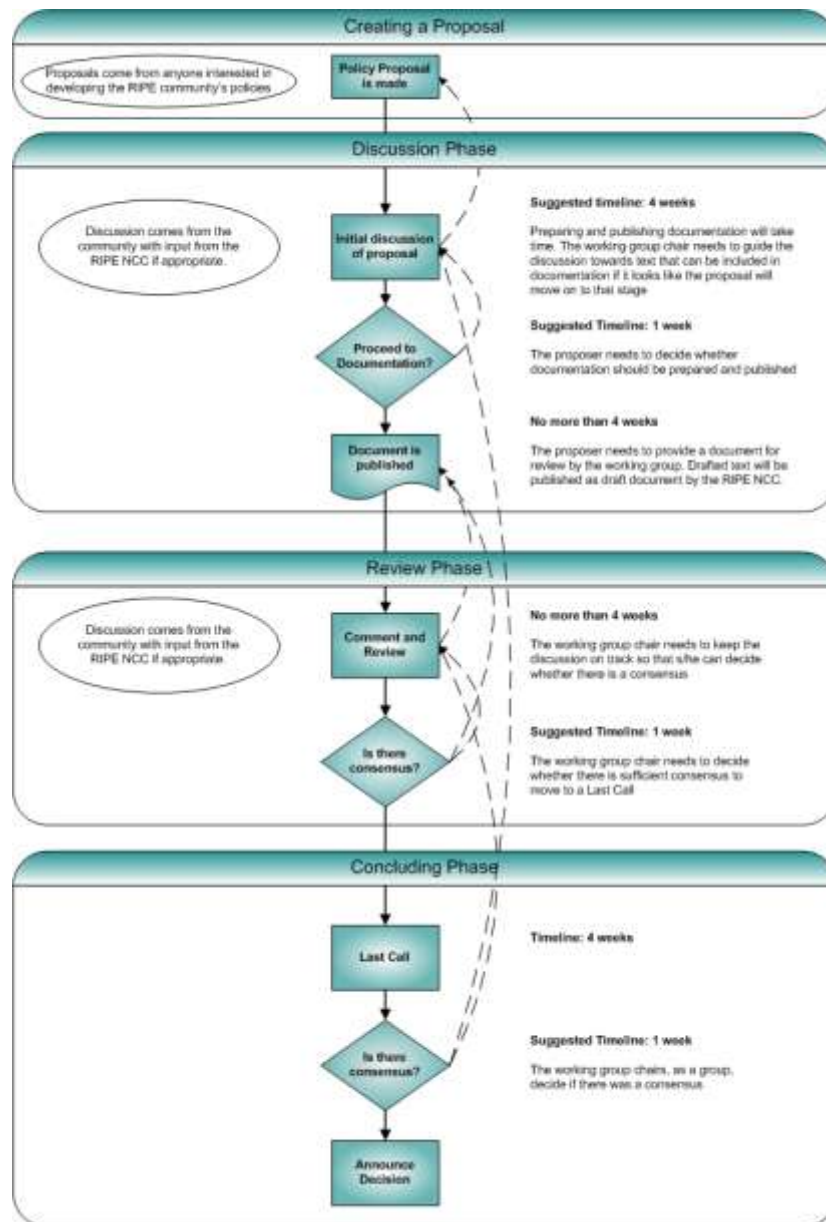 Creating a Proposal
Proposals come from anyone interested in
developing the RIPE community's policies
Policy Proposal
is made
Discussion Phase
Discussion comes from the
community with input from the
RIPE NCC if appropriate.
Initial discussion
of proposal
Suggested timeline: 4 weeks
Preparing and publishing documentation will take
time. The working group chair needs to guide the
discussion towards text that can be included in
documentation if it looks like the proposal will
move on to that stage
Proceed to
Documentation?
Suggested Timeline: 1 week
The proposer needs to decide whether
documentation should be prepared and published
Document is
published
No more than 4 weeks
The proposer needs to provide a document for
review by the working group. Drafted text will be
published as draft document by the RIPE NCC.
Review Phase
Discussion comes from the
community with input from the
RIPE NCC if appropriate.
Comment and
Review
No more than 4 weeks
The working group chair needs to keep the
discussion on track so that s/he can decide
whether there is a consensus
Is there
consensus?
Suggested Timeline: 1 week
The working group chair needs to decide
whether there is sufficient consensus to
move to a Last Call
Concluding Phase
Last Call
Timeline: 4 weeks
Is there
consensus?
Suggested Timeline: 1 week
The working group chairs, as a group,
decide if there was a consensus
Announce
Decision